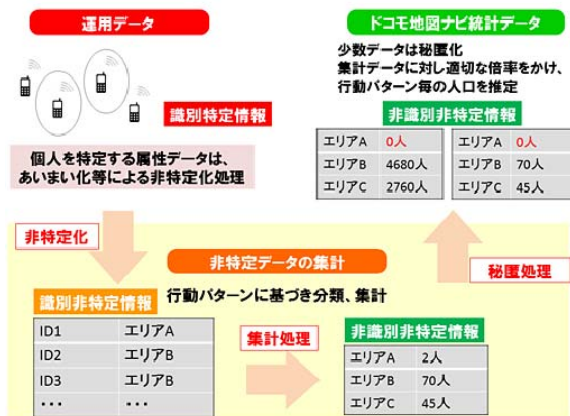 運用データ
識別特定情報
個人を特定する属性データは、
あいまい化等による非特定化処理
非特定化
非特定データの集計
行動パターンに基づき分類、集計
識別非特定情報
ID1 エリアA
ID2 エリアB
ID3 エリアB
・・・ ・・・
集計処理
非識別非特定情報
エリアA 2人
エリアB 70人
エリアC 45人
秘匿処理
ドコモ地図ナビ統計データ
少数データは秘匿化
集計データに対し適切な倍率をかけ、
行動パターン毎の人口を推定
非識別非特定情報
エリアA 0人
エリアB 4680人
エリアC 2760人
エリアA 0人
エリアB 70人
エリアC 45人